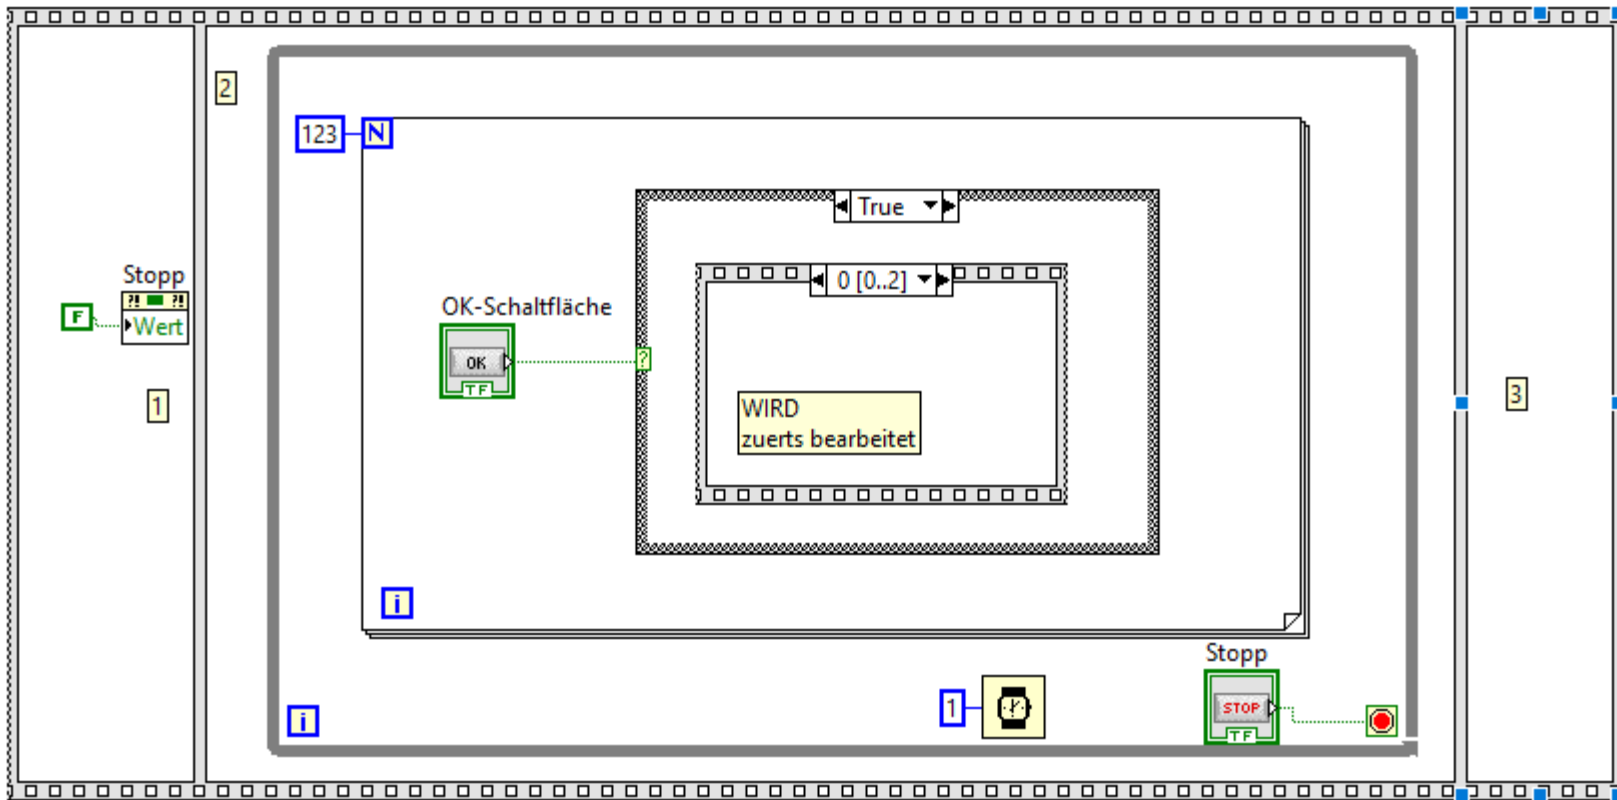 2
123
N
True
0 [0..2]
Stopp
?! ?!
F
Wert
OK-Schaltfläche
OK
TF
?
WIRD
zuerts bearbeitet
1
3
i
Stopp
1
STOP
TF
i